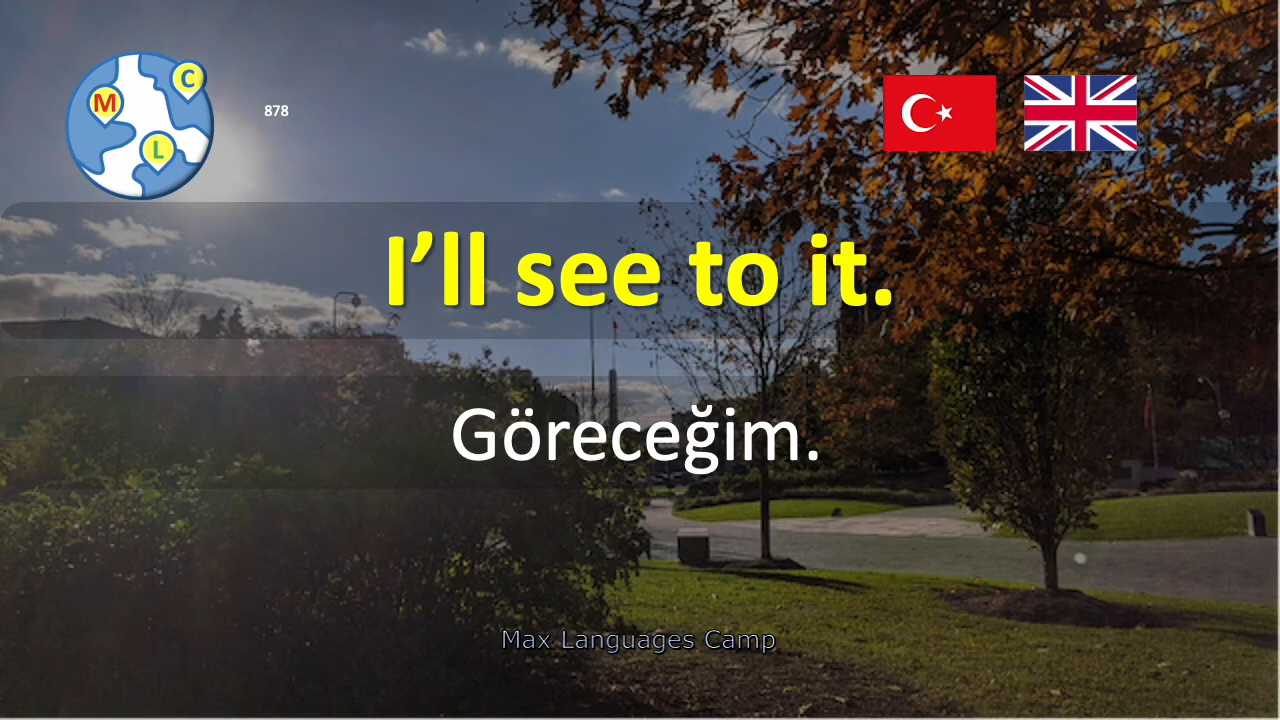 C
M
878
L
I’ll see to it.
Göreceğim.
Max Languages Camp